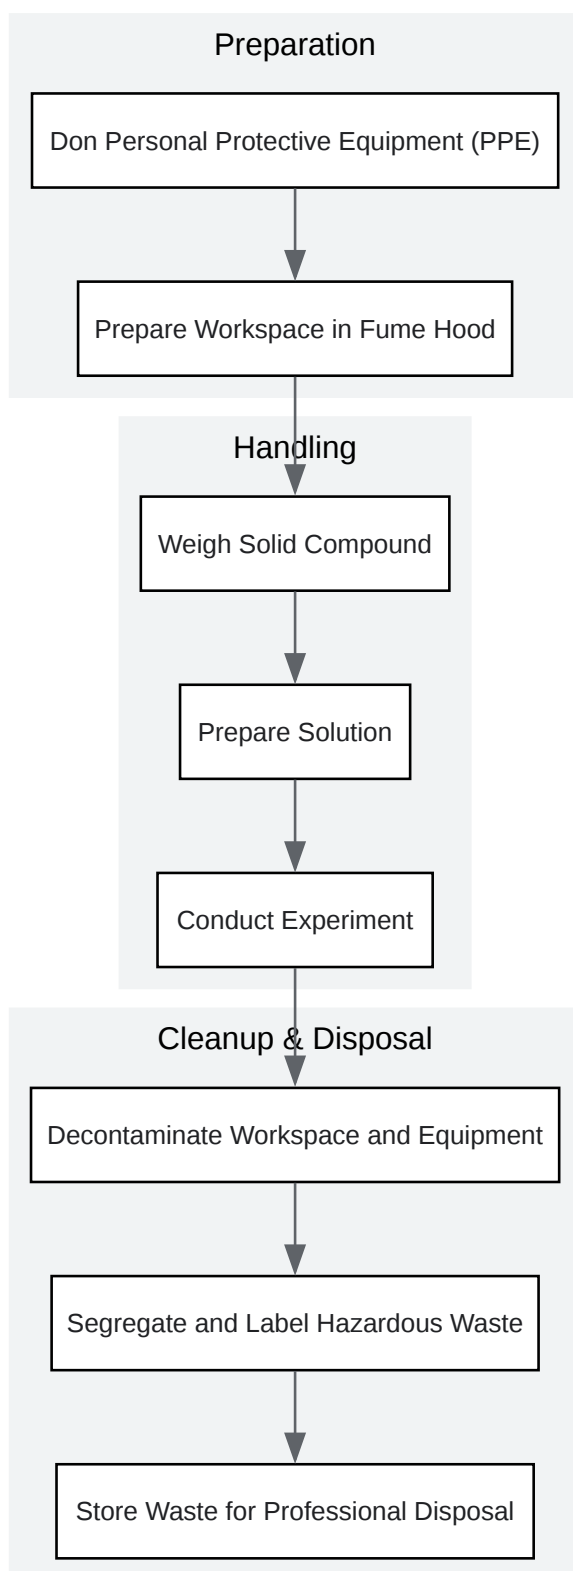 Preparation
Don Personal Protective Equipment (PPE)
Prepare Workspace in Fume Hood
Handling
Weigh Solid Compound
Prepare Solution
Conduct Experiment
Cleanup & Disposal
Decontaminate Workspace and Equipment
Segregate and Label Hazardous Waste
Store Waste for Professional Disposal